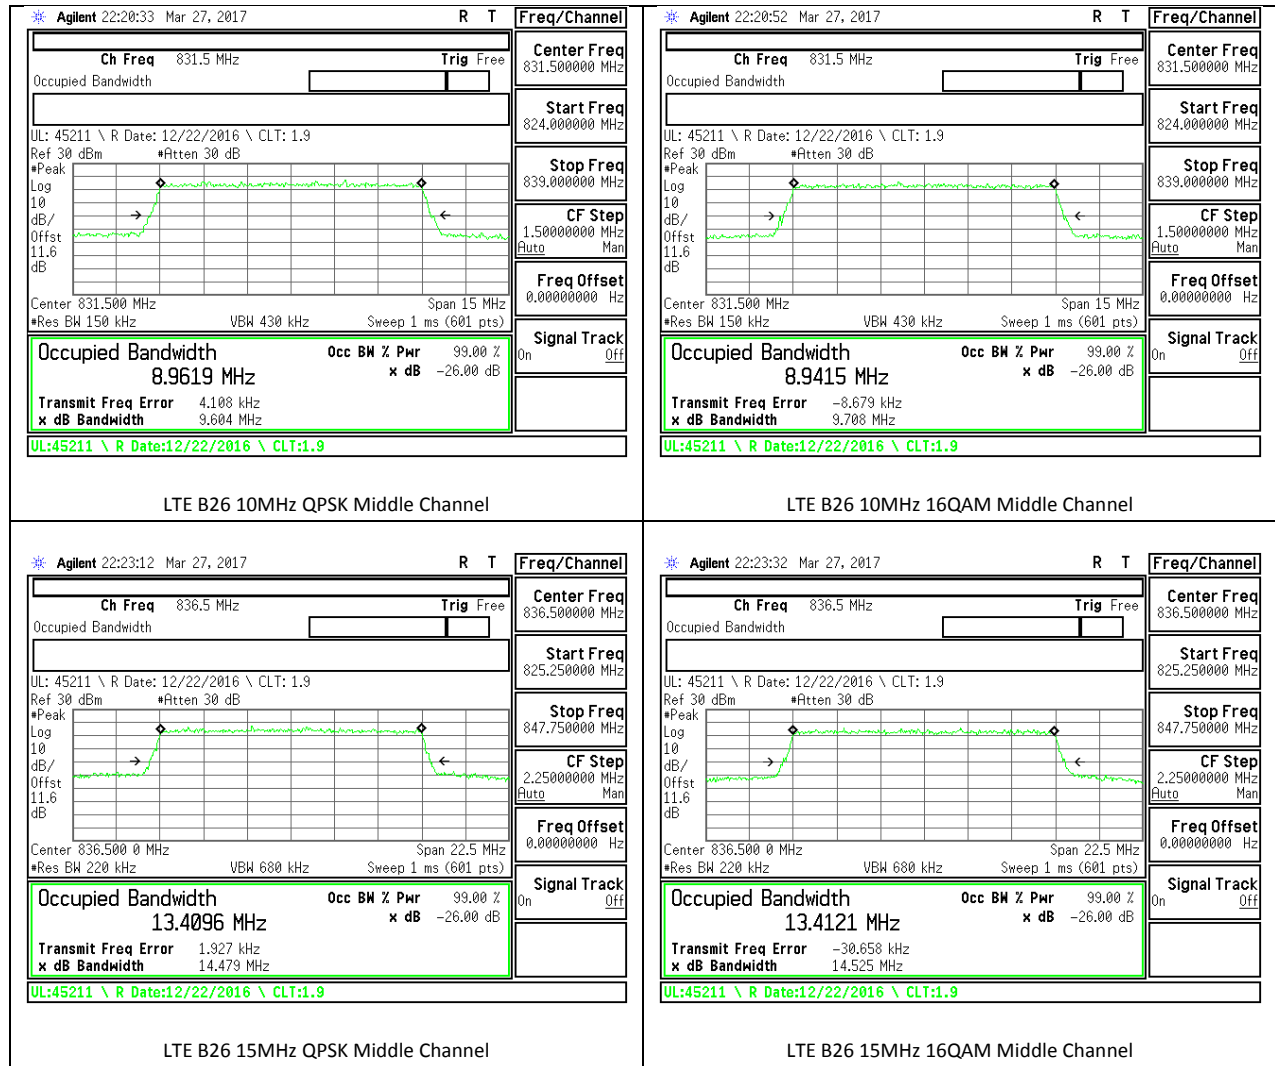 Agilent 22:20:33 Mar 27, 2017 R T Freq/Channel
Ch Freq 831.5 MHz Trig Free
Occupied Bandwidth
Center Freq
831.500000 MHz
Start Freq
824.000000 MHz
UL: 45211 \ R Date: 12/22/2016 \ CLT: 1.9
Ref 30 dBm #Atten 30 dB
#Peak
Log
10
dB/
Offst
11.6
dB
Stop Freq
839.000000 MHz
CF Step
1.50000000 MHz
Auto Man
Freq Offset
0.00000000 Hz
Center 831.500 MHz Span 15 MHz
#Res BW 150 kHz VBW 430 kHz Sweep 1 ms (601 pts)
Signal Track
On Off
Occupied Bandwidth Occ BW % Pwr 99.00 %
8.9619 MHz x dB -26.00 dB
Transmit Freq Error 4.108 kHz
x dB Bandwidth 9.604 MHz
UL:45211 \ R Date:12/22/2016 \ CLT:1.9
LTE B26 10MHz QPSK Middle Channel
Agilent 22:20:52 Mar 27, 2017 R T Freq/Channel
Ch Freq 831.5 MHz Trig Free
Occupied Bandwidth
Center Freq
831.500000 MHz
Start Freq
824.000000 MHz
UL: 45211 \ R Date: 12/22/2016 \ CLT: 1.9
Ref 30 dBm #Atten 30 dB
#Peak
Log
10
dB/
Offst
11.6
dB
Stop Freq
839.000000 MHz
CF Step
1.50000000 MHz
Auto Man
Freq Offset
0.00000000 Hz
Center 831.500 MHz Span 15 MHz
#Res BW 150 kHz VBW 430 kHz Sweep 1 ms (601 pts)
Signal Track
On Off
Occupied Bandwidth Occ BW % Pwr 99.00 %
8.9415 MHz x dB -26.00 dB
Transmit Freq Error -8.679 kHz
x dB Bandwidth 9.708 MHz
UL:45211 \ R Date:12/22/2016 \ CLT:1.9
LTE B26 10MHz 16QAM Middle Channel
Agilent 22:23:12 Mar 27, 2017 R T Freq/Channel
Ch Freq 836.5 MHz Trig Free
Occupied Bandwidth
Center Freq
836.500000 MHz
Start Freq
825.250000 MHz
UL: 45211 \ R Date: 12/22/2016 \ CLT: 1.9
Ref 30 dBm #Atten 30 dB
#Peak
Log
10
dB/
Offst
11.6
dB
Stop Freq
847.750000 MHz
CF Step
2.25000000 MHz
Auto Man
Freq Offset
0.00000000 Hz
Center 836.500 0 MHz Span 22.5 MHz
#Res BW 220 kHz VBW 680 kHz Sweep 1 ms (601 pts)
Signal Track
On Off
Occupied Bandwidth Occ BW % Pwr 99.00 %
13.4096 MHz x dB -26.00 dB
Transmit Freq Error 1.927 kHz
x dB Bandwidth 14.479 MHz
UL:45211 \ R Date:12/22/2016 \ CLT:1.9
LTE B26 15MHz QPSK Middle Channel
Agilent 22:23:32 Mar 27, 2017 R T Freq/Channel
Ch Freq 836.5 MHz Trig Free
Occupied Bandwidth
Center Freq
836.500000 MHz
Start Freq
825.250000 MHz
UL: 45211 \ R Date: 12/22/2016 \ CLT: 1.9
Ref 30 dBm #Atten 30 dB
#Peak
Log
10
dB/
Offst
11.6
dB
Stop Freq
847.750000 MHz
CF Step
2.25000000 MHz
Auto Man
Freq Offset
0.00000000 Hz
Center 836.500 0 MHz Span 22.5 MHz
#Res BW 220 kHz VBW 680 kHz Sweep 1 ms (601 pts)
Signal Track
On Off
Occupied Bandwidth Occ BW % Pwr 99.00 %
13.4121 MHz x dB -26.00 dB
Transmit Freq Error -30.658 kHz
x dB Bandwidth 14.525 MHz
UL:45211 \ R Date:12/22/2016 \ CLT:1.9
LTE B26 15MHz 16QAM Middle Channel